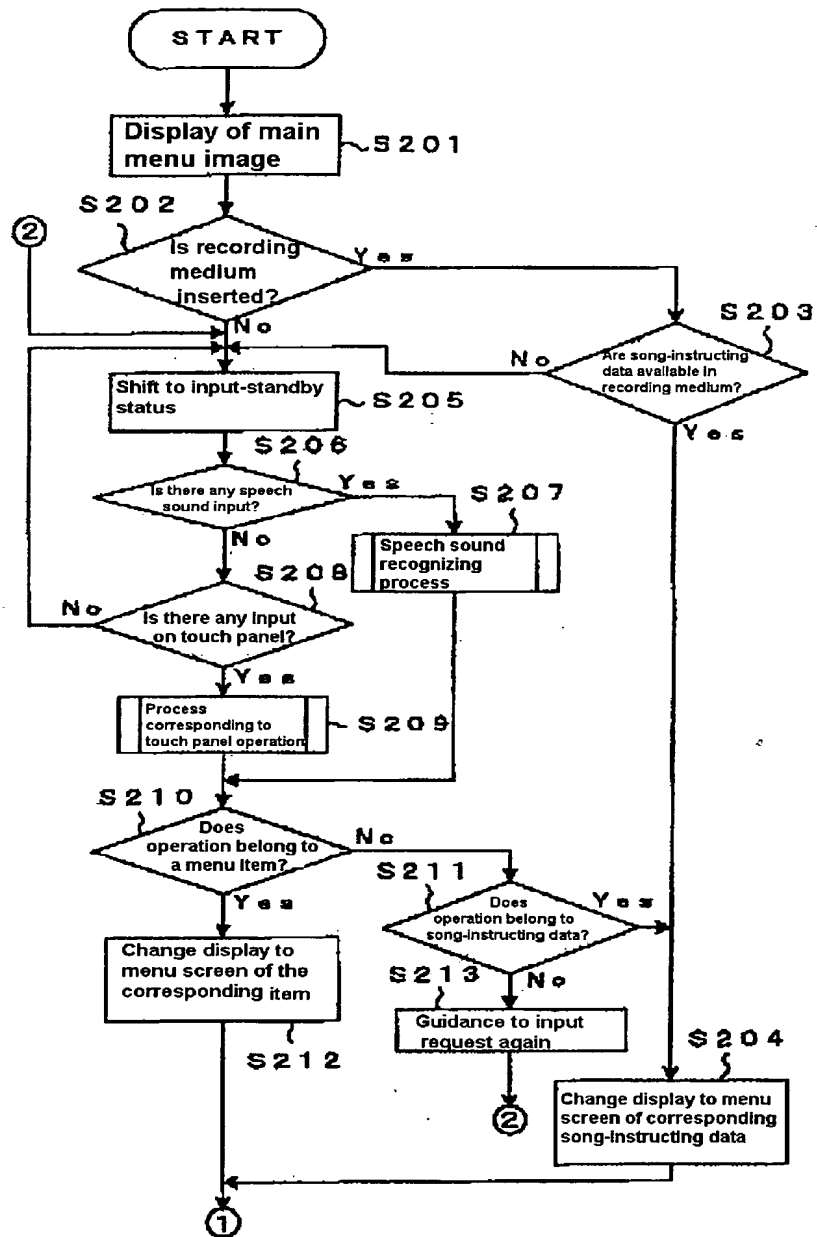 START
Display of main
menu image
S201
S202
②
Is recording
medium
inserted?
Yes
No
S203
Are song-instructing
data available in
recording medium?
No
Yes
Shift to input-standby
status
S205
S206
Is there any speech
sound input?
Yes
No
S207
Speech sound
recognizing
process
S208
Is there any input
on touch panel?
No
Yes
Process
corresponding to
touch panel operation
S209
S210
Does
operation belong to
a menu item?
No
Yes
S211
Does
operation belong to
song-instructing data?
Yes
No
Change display to
menu screen of the
corresponding item
S212
S213
Guidance to input
request again
②
S204
Change display to menu
screen of corresponding
song-instructing data
①